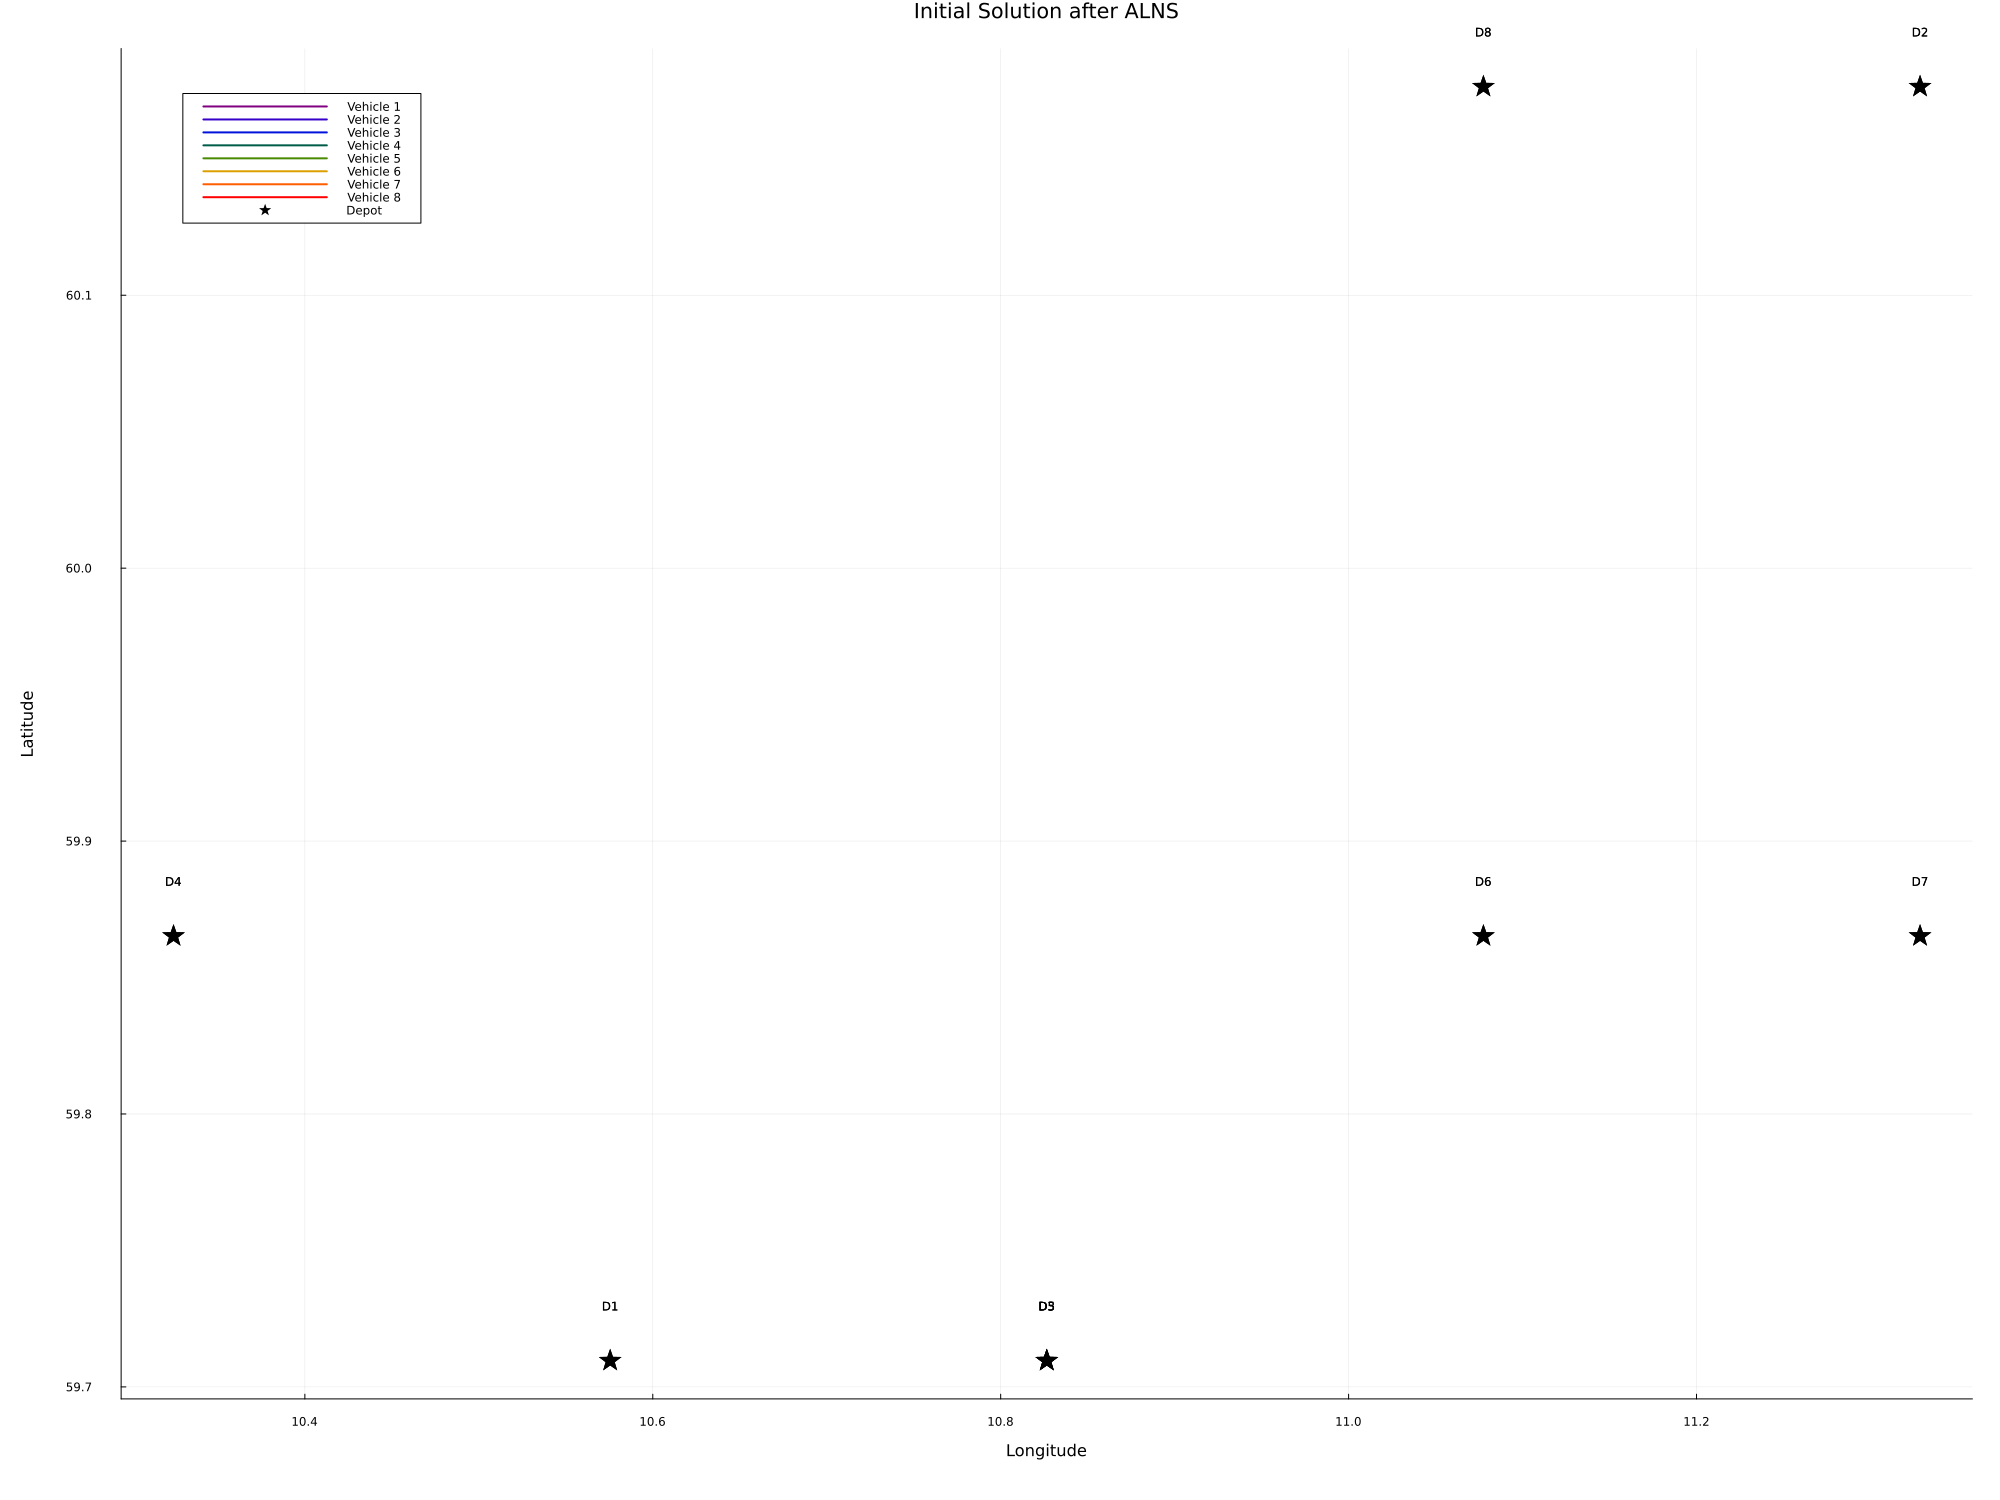 Initial Solution after ALNS
D8
D2
Vehicle 1
Vehicle 2
Vehicle 3
Vehicle 4
Vehicle 5
Vehicle 6
Vehicle 7
Vehicle 8
Depot
60.1
60.0
Latitude
59.9
D4
D6
D7
59.8
D1
59.7
10.4
10.6
10.8
11.0
11.2
Longitude